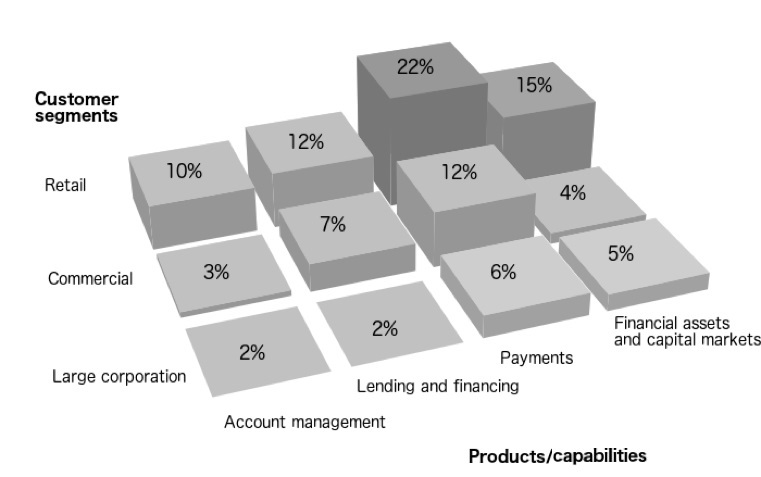 Customer
segments
22%
15%
12%
10%
Retail
12%
4%
7%
Commercial
3%
6%
5%
Large corporation
2%
2%
Financial assets
and capital markets
Payments
Lending and financing
Account management
Products/capabilities